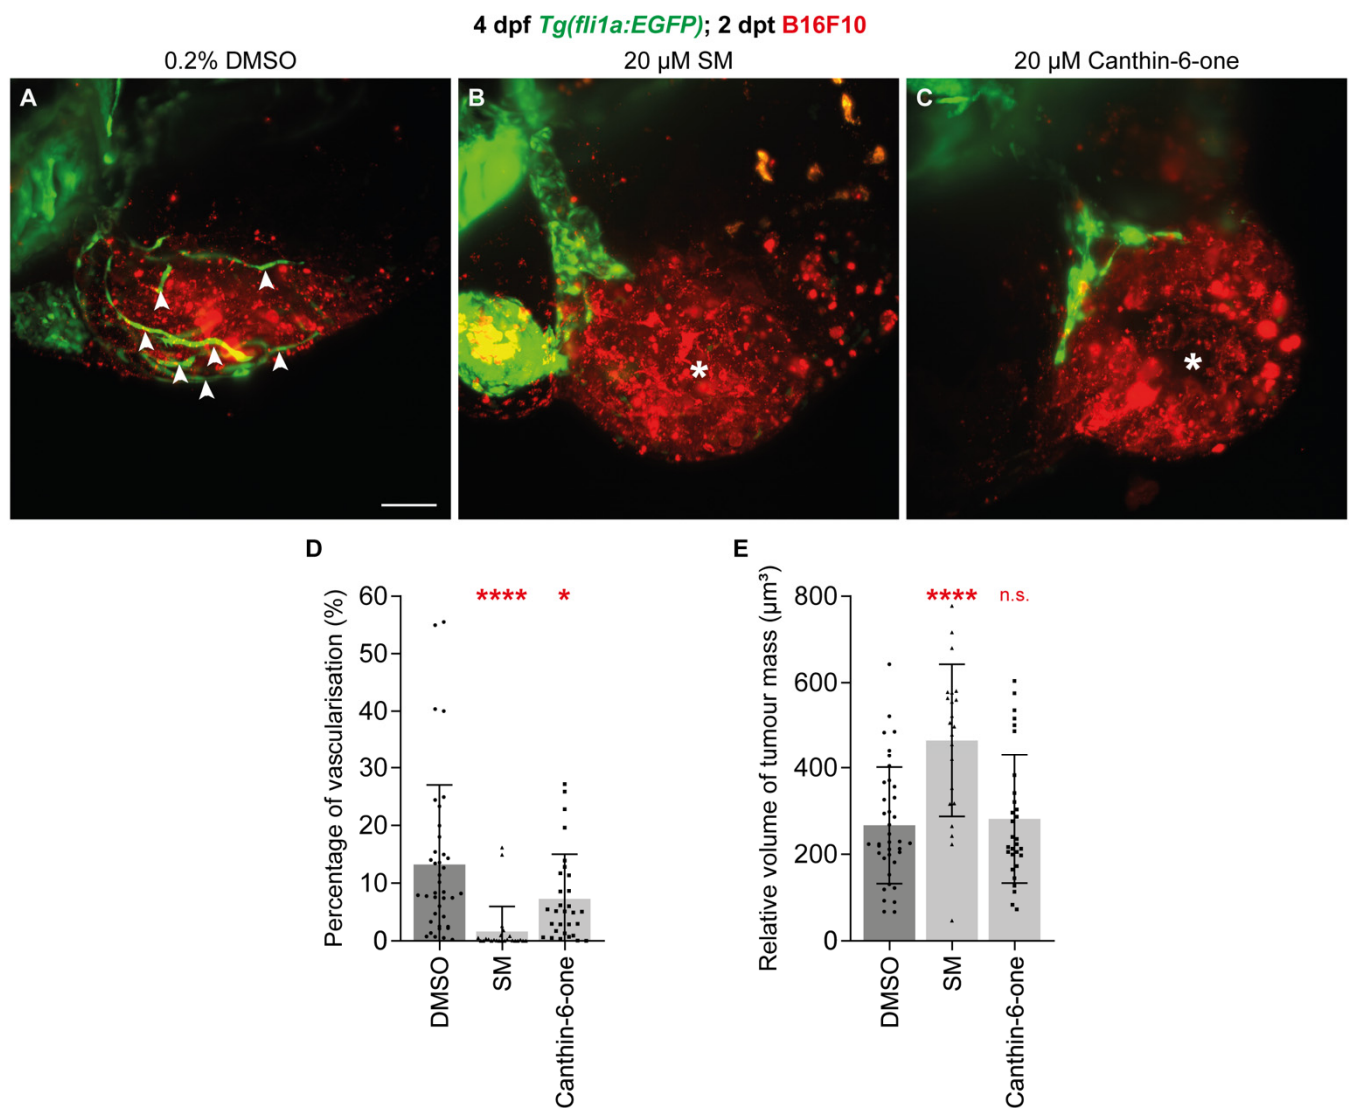 4 dpf Tg(fli1a:EGFP); 2 dpt B16F10
0.2% DMSO
20 µM SM
20 µM Canthin-6-one
A
B
*
C
*
D
Percentage of vascularisation (%)
60
50
40
30
20
10
0
****
*
DMSO
SM
Canthin-6-one
E
Relative volume of tumour mass (µm³)
800
600
400
200
0
****
n.s.
DMSO
SM
Canthin-6-one